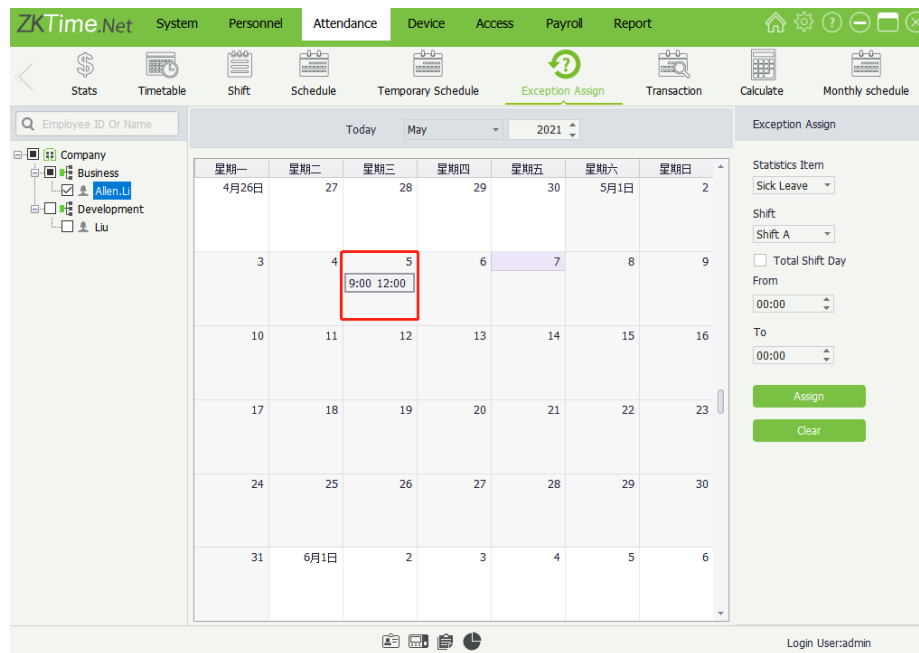 ZKTime.Net System Personnel Attendance Device Access Payroll Report
Stats Timetable Shift Schedule Temporary Schedule Exception Assign Transaction Calculate Monthly schedule
Employee ID Or Name
Company
Business
Allen.Li
Development
Liu
Today May 2021
星期一 星期二 星期三 星期四 星期五 星期六 星期日
4月26日 27 28 29 30 5月1日 2
3 4 5 6 7 8 9
9:00 12:00
10 11 12 13 14 15 16
17 18 19 20 21 22 23
24 25 26 27 28 29 30
31 6月1日 2 3 4 5 6
Exception Assign
Statistics Item
Sick Leave
Shift
Shift A
Total Shift Day
From
00:00
To
00:00
Assign
Clear
Login User:admin